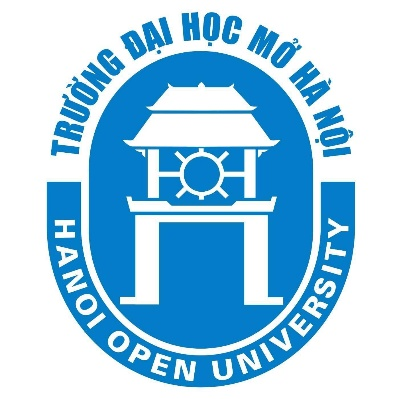 TRƯỜNG ĐẠI HỌC MỞ HÀ NỘI
HANOI OPEN UNIVERSITY